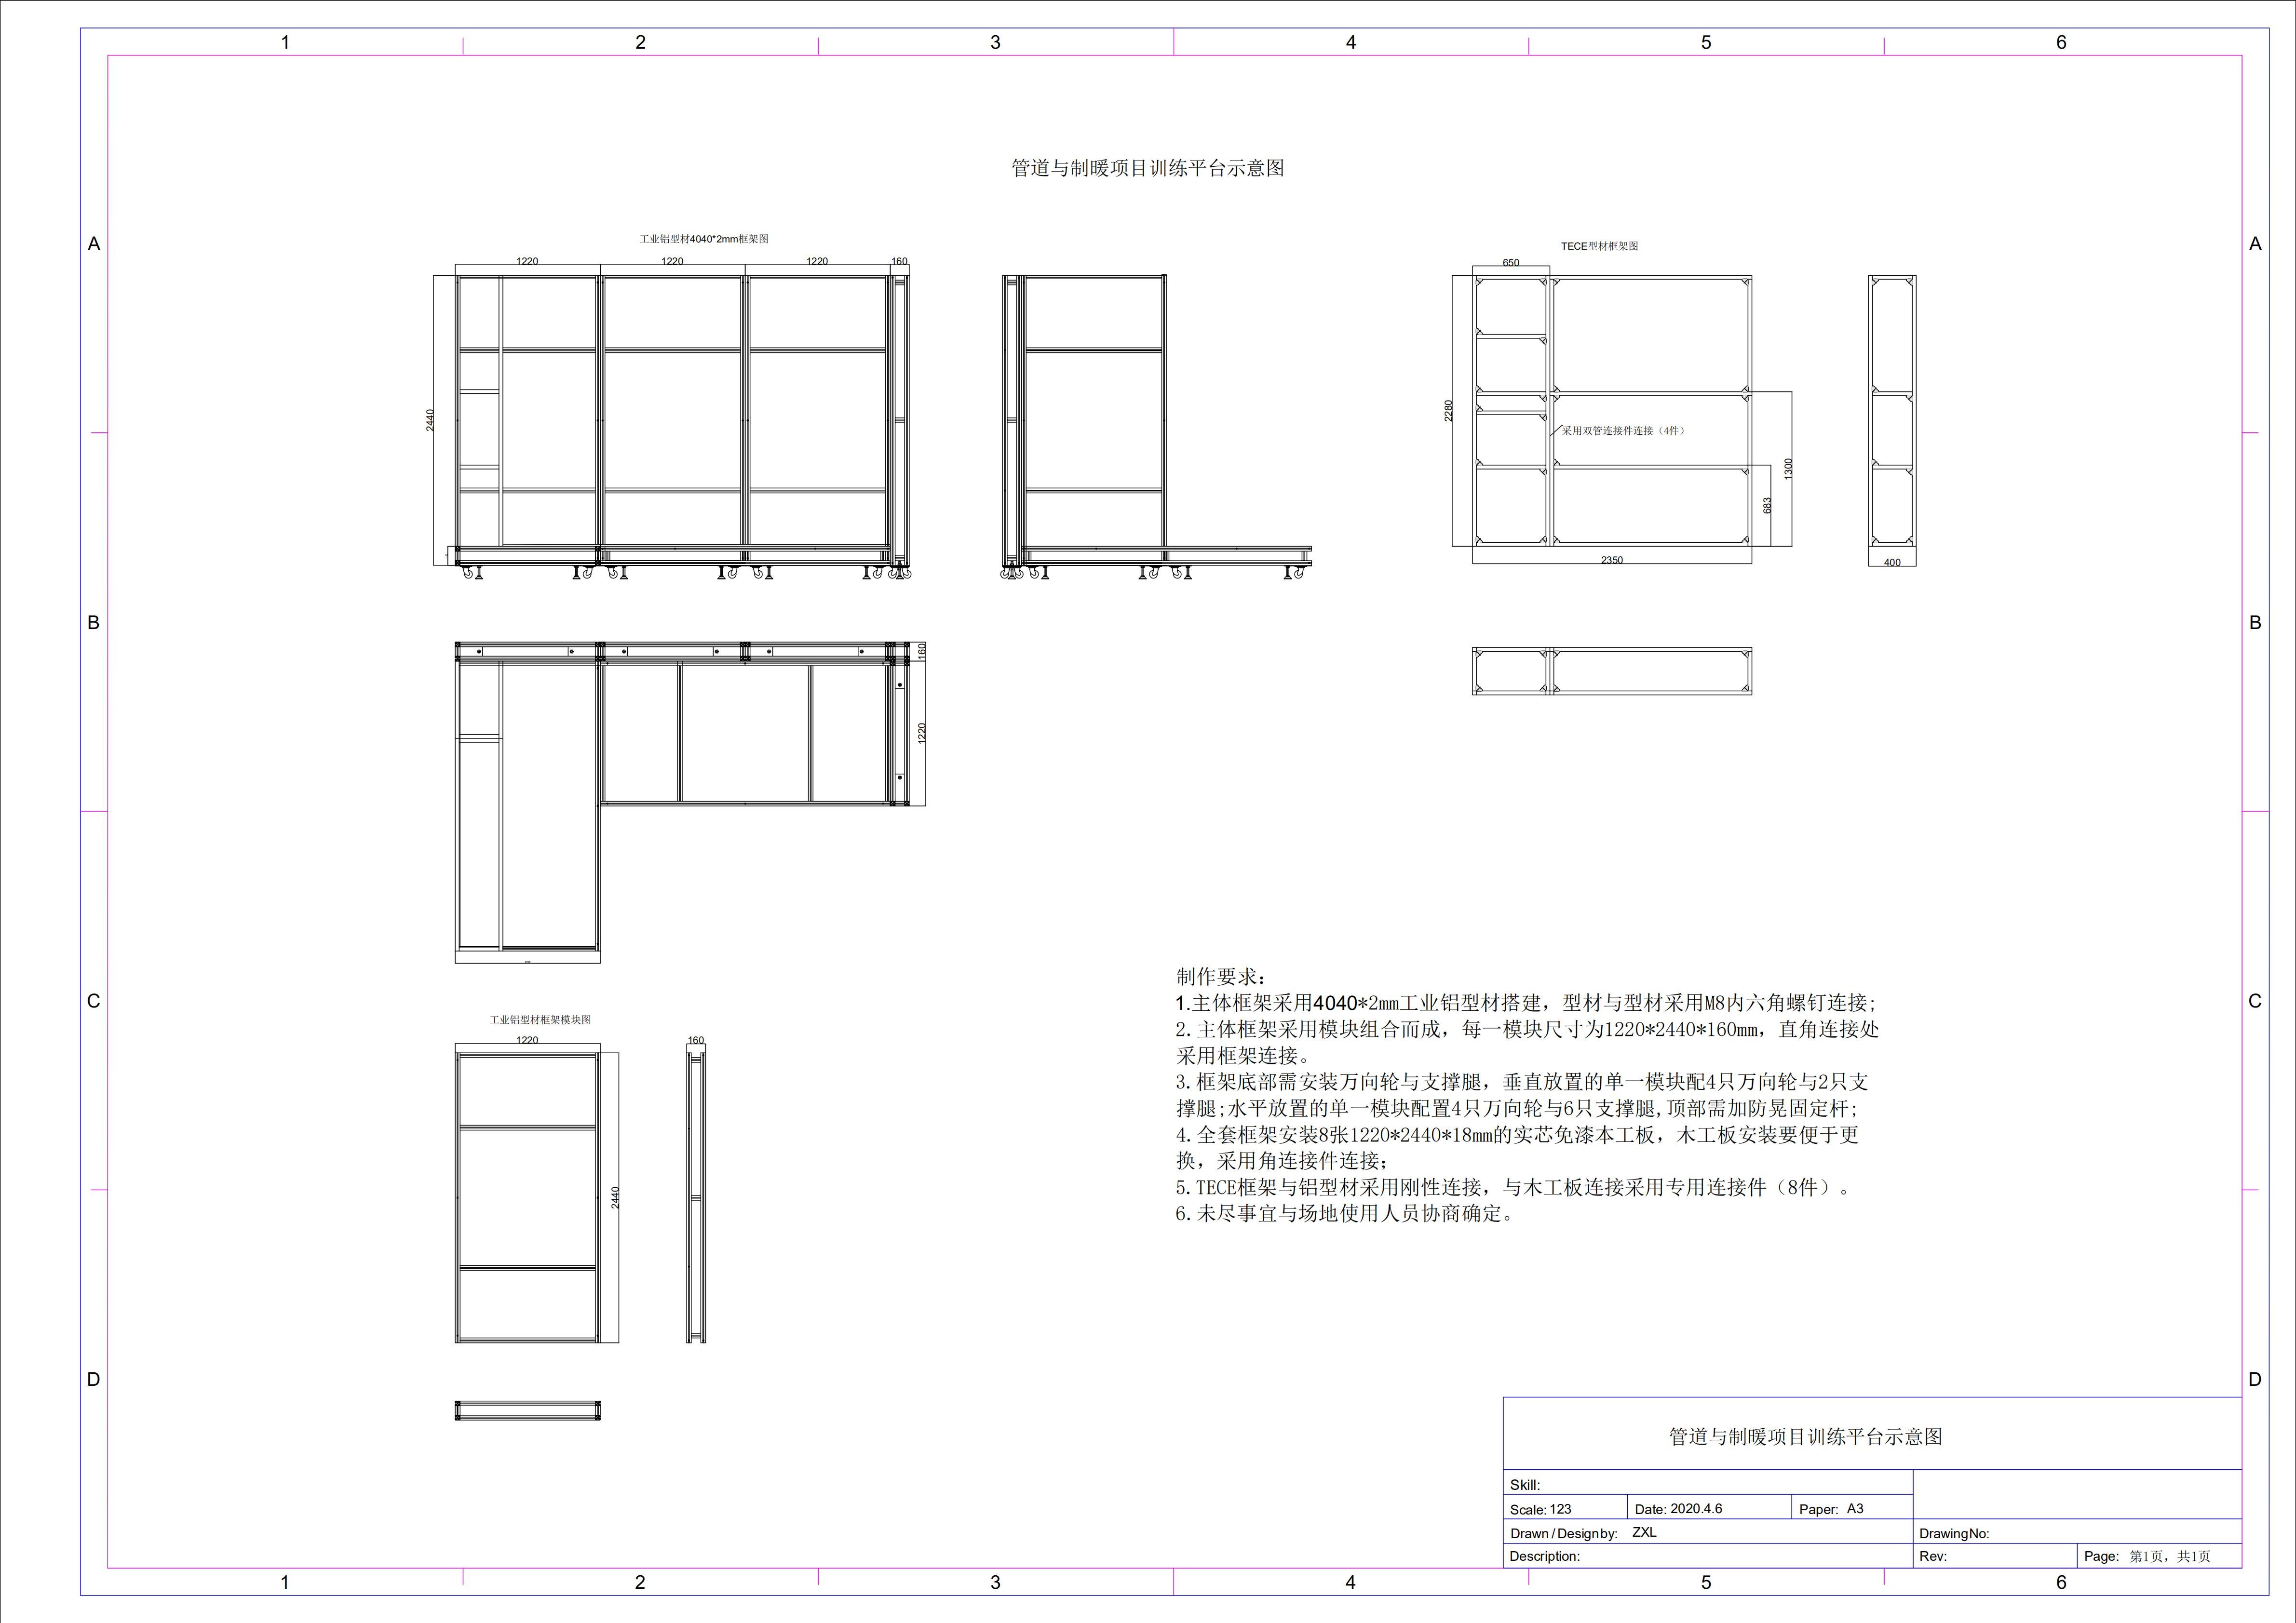 1 2 3 4 5 6
管道与制暖项目训练平台示意图
工业铝型材4040*2mm框架图
TECE型材框架图
A
A
1220 1220 1220 160
650
2440
2280
采用双管连接件连接（4件）
1300
683
2350
400
B
B
160
1220
制作要求：
1.主体框架采用4040*2mm工业铝型材搭建，型材与型材采用M8内六角螺钉连接;
2.主体框架采用模块组合而成，每一模块尺寸为1220*2440*160mm，直角连接处
采用框架连接。
3.框架底部需安装万向轮与支撑腿，垂直放置的单一模块配4只万向轮与2只支
撑腿;水平放置的单一模块配置4只万向轮与6只支撑腿,顶部需加防晃固定杆;
4.全套框架安装8张1220*2440*18mm的实芯免漆本工板，木工板安装要便于更
换，采用角连接件连接;
5.TECE框架与铝型材采用刚性连接，与木工板连接采用专用连接件（8件）。
6.未尽事宜与场地使用人员协商确定。
C
C
工业铝型材框架模块图
1220
160
2440
D
D
管道与制暖项目训练平台示意图
Skill:
Scale: 123 Date: 2020.4.6 Paper: A3
Drawn / Design by: ZXL DrawingNo:
Description: Rev: Page: 第1页，共1页
1 2 3 4 5 6